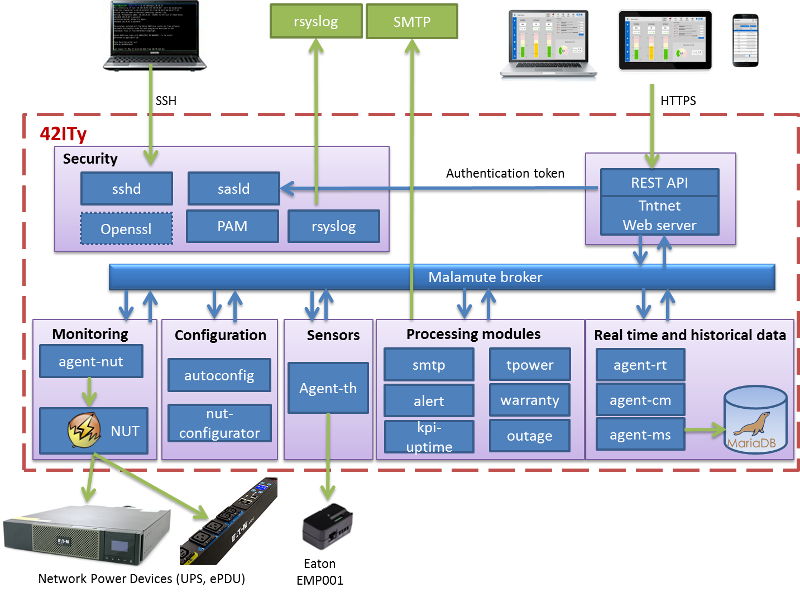 rsyslog
SMTP
SSH
HTTPS
42ITy
Security
sshd
sasld
Openssl
PAM
rsyslog
Authentication token
REST API
Tntnet
Web server
Malamute broker
Monitoring
agent-nut
NUT
Configuration
autoconfig
nut-
configurator
Sensors
Agent-th
Processing modules
smtp
tpower
alert
warranty
kpi-
uptime
outage
Real time and historical data
agent-rt
agent-cm
agent-ms
MariaDB
Network Power Devices (UPS, ePDU)
Eaton
EMP001